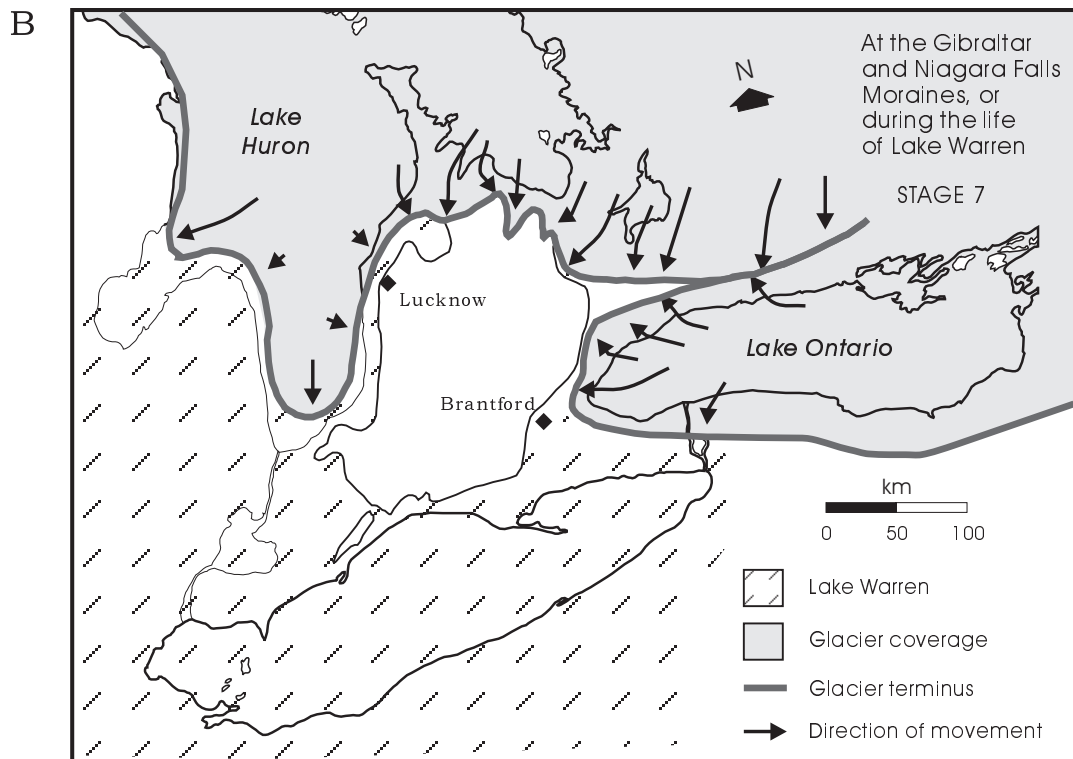 B
At the Gibraltar
and Niagara Falls
Moraines, or
during the life
of Lake Warren
N
Lake
Huron
STAGE 7
Lucknow
Lake Ontario
Brantford
km
0 50 100
Lake Warren
Glacier coverage
Glacier terminus
Direction of movement